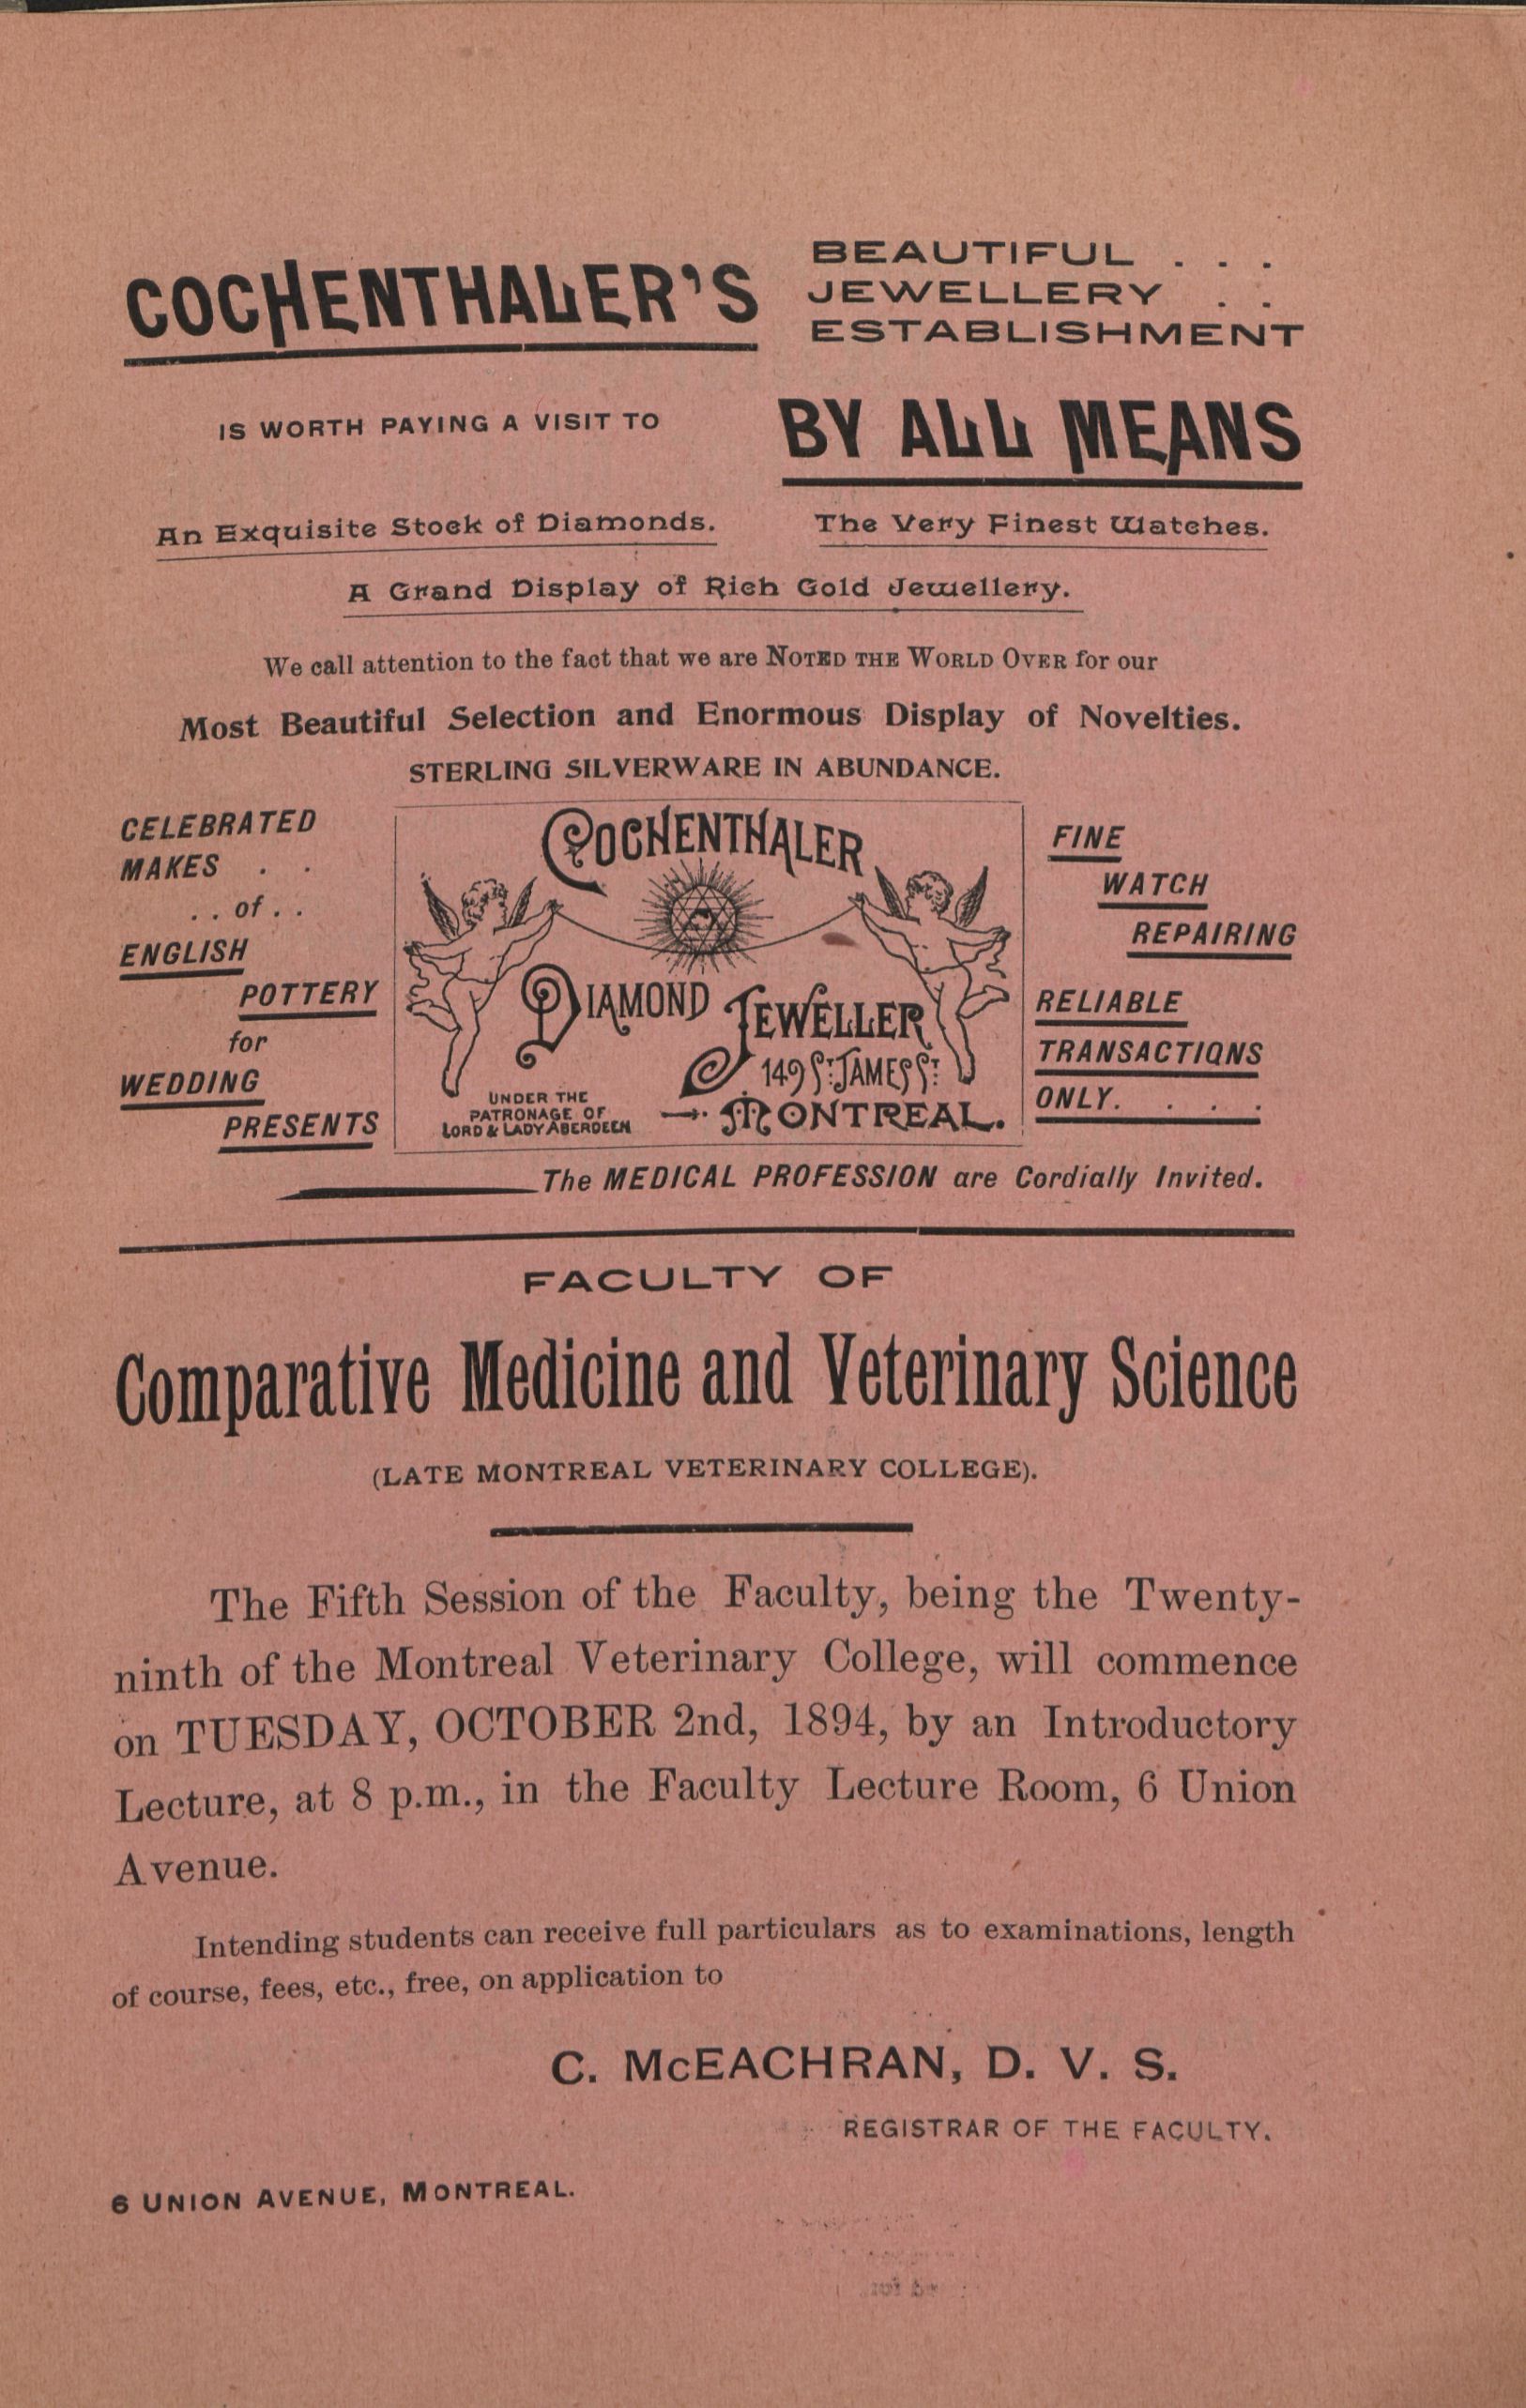 COCHENTHALER'S
BEAUTIFUL . . .
JEWELLERY . .
ESTABLISHMENT
IS WORTH PAYING A VISIT TO
BY ALL MEANS
An Exquisite Stock of Diamonds.
The Very Finest Watches.
A Grand Display of Rich Gold Jewellery.
We call attention to the fact that we are NOTED THE WORLD OVER for our
Most Beautiful Selection and Enormous Display of Novelties.
STERLING SILVERWARE IN ABUNDANCE.
CELEBRATED
MAKES . .
. . of . .
ENGLISH
POTTERY
for
WEDDING
PRESENTS
COCHENTHALER
DIAMOND JEWELLER
149 ST. JAMES ST.
MONTREAL.
UNDER THE
PATRONAGE OF
LORD & LADY ABERDEEN
FINE
WATCH
REPAIRING
RELIABLE
TRANSACTIONS
ONLY. . . .
The MEDICAL PROFESSION are Cordially Invited.
FACULTY OF
Comparative Medicine and Veterinary Science
(LATE MONTREAL VETERINARY COLLEGE).
The Fifth Session of the Faculty, being the Twenty-
ninth of the Montreal Veterinary College, will commence
on TUESDAY, OCTOBER 2nd, 1894, by an Introductory
Lecture, at 8 p.m., in the Faculty Lecture Room, 6 Union
Avenue.
Intending students can receive full particulars as to examinations, length
of course, fees, etc., free, on application to
C. McEACHRAN, D. V. S.
REGISTRAR OF THE FACULTY.
6 UNION AVENUE, MONTREAL.